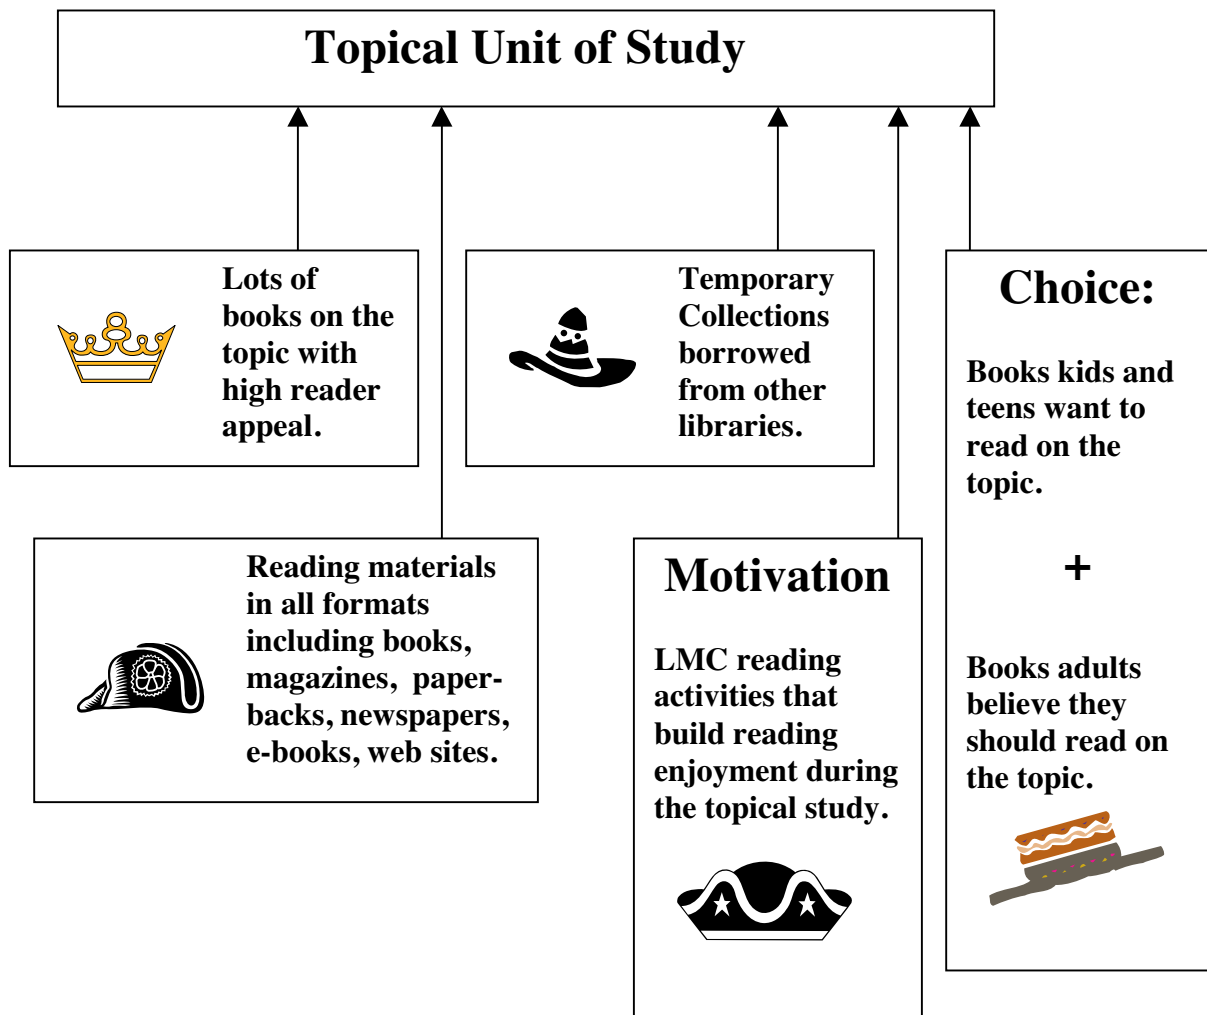 Topical Unit of Study
Lots of
books on the
topic with
high reader
appeal.
Temporary
Collections
borrowed
from other
libraries.
Choice:
Books kids and
teens want to
read on the
topic.
+
Books adults
believe they
should read on
the topic.
Reading materials
in all formats
including books,
magazines, paper-
backs, newspapers,
e-books, web sites.
Motivation
LMC reading
activities that
build reading
enjoyment during
the topical study.